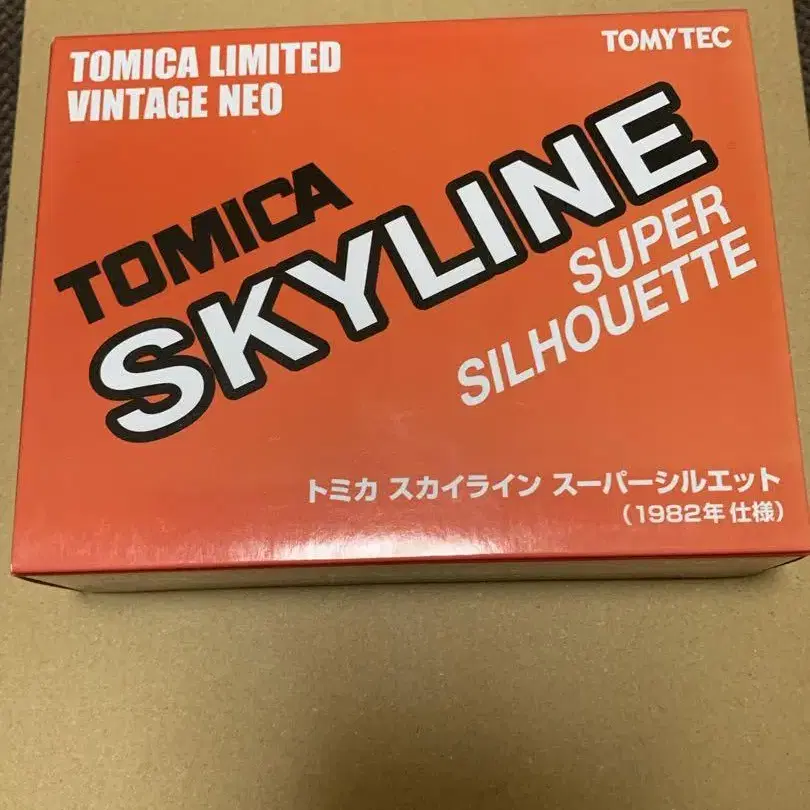 TOMICA LIMITED
VINTAGE NEO
TOMYTEC
TOMICA
SKYLINE
SUPER
SILHOUETTE
トミカ スカイライン スーパーシルエット
(1982年 仕様)